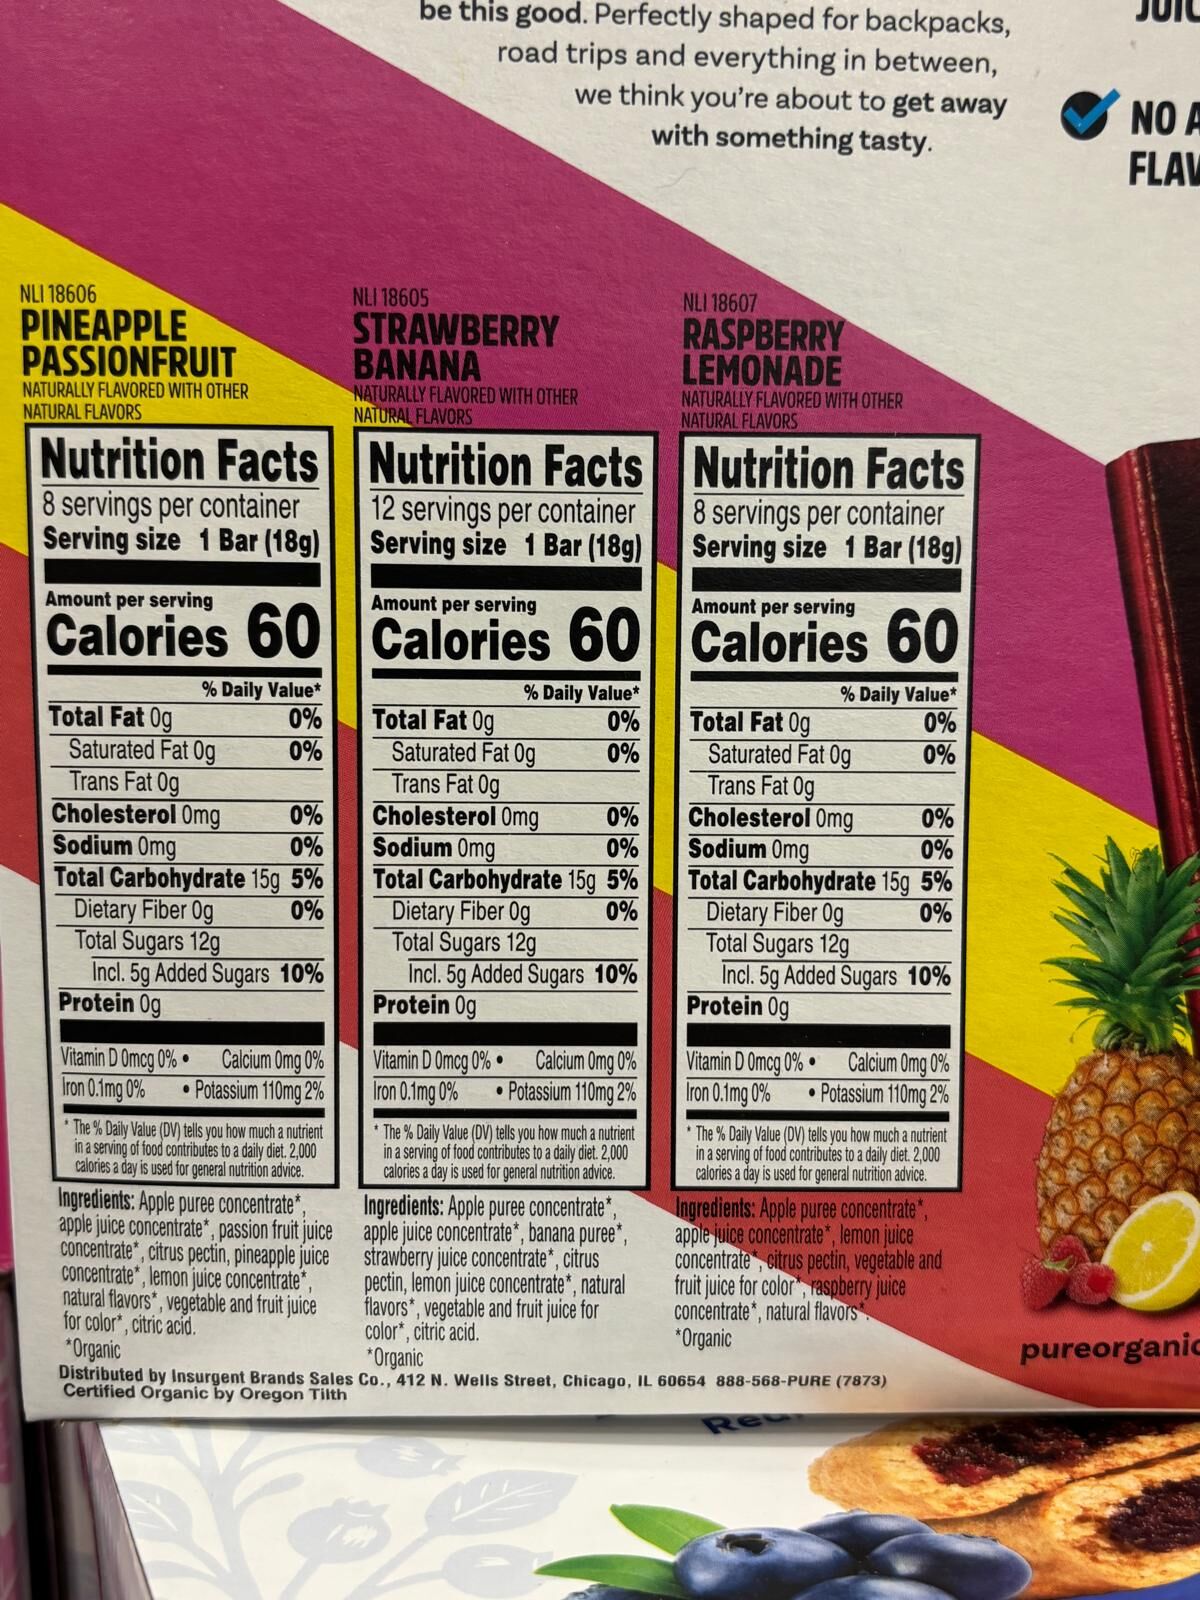 be this good. Perfectly shaped for backpacks,
road trips and everything in between,
we think you're about to get away
with something tasty.
NO
NLI 18606
PINEAPPLE
PASSIONFRUIT
NATURALLY FLAVORED WITH OTHER
NATURAL FLAVORS
Nutrition Facts
8 servings per container
Serving size 1 Bar (18g)
Amount per serving
Calories 60
% Daily Value*
Total Fat 0g 0%
Saturated Fat 0g 0%
Trans Fat 0g
Cholesterol 0mg 0%
Sodium 0mg 0%
Total Carbohydrate 15g 5%
Dietary Fiber 0g 0%
Total Sugars 12g
Incl. 5g Added Sugars 10%
Protein 0g
Vitamin D 0mcg 0% • Calcium 0mg 0%
Iron 0.1mg 0% • Potassium 110mg 2%
* The % Daily Value (DV) tells you how much a nutrient
in a serving of food contributes to a daily diet. 2,000
calories a day is used for general nutrition advice.
Ingredients: Apple puree concentrate*,
apple juice concentrate*, passion fruit juice
concentrate*, citrus pectin, pineapple juice
concentrate*, lemon juice concentrate*,
natural flavors*, vegetable and fruit juice
for color*, citric acid.
*Organic
NLI 18605
STRAWBERRY
BANANA
NATURALLY FLAVORED WITH OTHER
NATURAL FLAVORS
Nutrition Facts
12 servings per container
Serving size 1 Bar (18g)
Amount per serving
Calories 60
% Daily Value*
Total Fat 0g 0%
Saturated Fat 0g 0%
Trans Fat 0g
Cholesterol 0mg 0%
Sodium 0mg 0%
Total Carbohydrate 15g 5%
Dietary Fiber 0g 0%
Total Sugars 12g
Incl. 5g Added Sugars 10%
Protein 0g
Vitamin D 0mcg 0% • Calcium 0mg 0%
Iron 0.1mg 0% • Potassium 110mg 2%
* The % Daily Value (DV) tells you how much a nutrient
in a serving of food contributes to a daily diet. 2,000
calories a day is used for general nutrition advice.
Ingredients: Apple puree concentrate*,
apple juice concentrate*, banana puree*,
strawberry juice concentrate*, citrus
pectin, lemon juice concentrate*, natural
flavors*, vegetable and fruit juice for
color*, citric acid.
*Organic
NLI 18607
RASPBERRY
LEMONADE
NATURALLY FLAVORED WITH OTHER
NATURAL FLAVORS
Nutrition Facts
8 servings per container
Serving size 1 Bar (18g)
Amount per serving
Calories 60
% Daily Value*
Total Fat 0g 0%
Saturated Fat 0g 0%
Trans Fat 0g
Cholesterol 0mg 0%
Sodium 0mg 0%
Total Carbohydrate 15g 5%
Dietary Fiber 0g 0%
Total Sugars 12g
Incl. 5g Added Sugars 10%
Protein 0g
Vitamin D 0mcg 0% • Calcium 0mg 0%
Iron 0.1mg 0% • Potassium 110mg 2%
* The % Daily Value (DV) tells you how much a nutrient
in a serving of food contributes to a daily diet. 2,000
calories a day is used for general nutrition advice.
Ingredients: Apple puree concentrate*,
apple juice concentrate*, lemon juice
concentrate*, citrus pectin, vegetable and
fruit juice for color*, raspberry juice
concentrate*, natural flavors*.
*Organic
pureorganic
Distributed by Insurgent Brands Sales Co., 412 N. Wells Street, Chicago, IL 60654 888-568-PURE (7873)
Certified Organic by Oregon Tilth